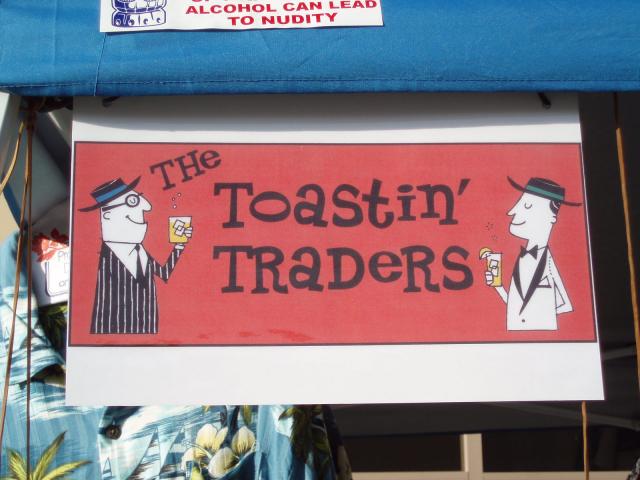 ALCOHOL CAN LEAD
TO NUDITY
THe
Toastin'
TRaDeRS